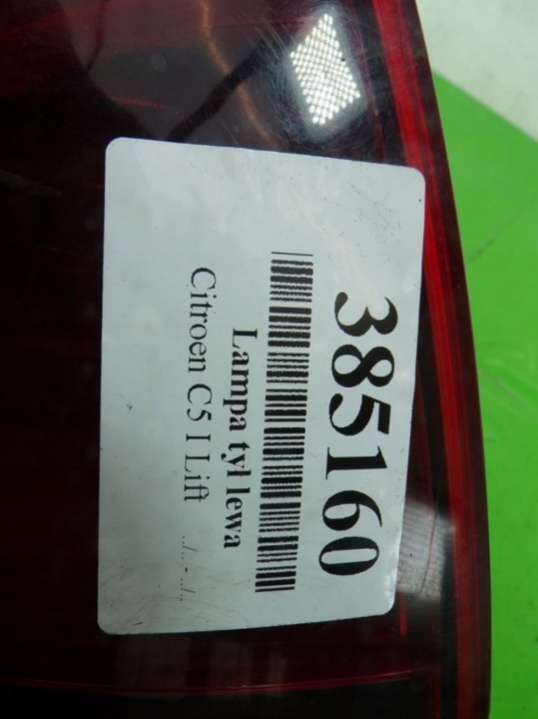 385160
Lampa tył lewa
Citroen C5 I Lift ../.. - ../..